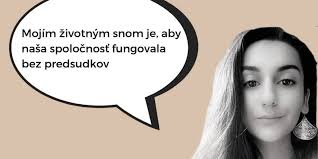 Mojím životným snom je, aby
naša spoločnosť fungovala
bez predsudkov